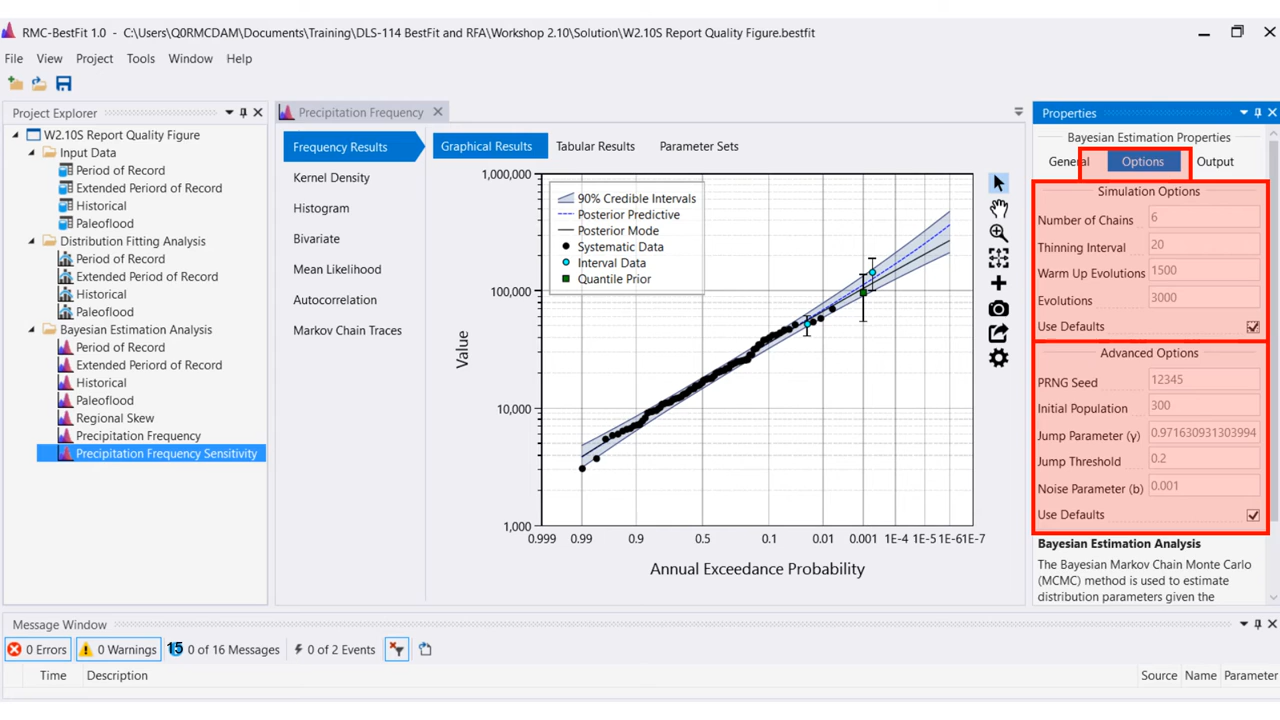 RMC-BestFit 1.0 - C:\Users\Q0RMCDAM\Documents\Training\DLS-114 BestFit and RFA\Workshop 2.10\Solution\W2.10S Report Quality Figure.bestfit
File View Project Tools Window Help
Project Explorer
W2.10S Report Quality Figure
Input Data
Period of Record
Extended Periord of Record
Historical
Paleoflood
Distribution Fitting Analysis
Period of Record
Extended Period of Record
Historical
Paleoflood
Bayesian Estimation Analysis
Period of Record
Extended Period of Record
Historical
Paleoflood
Regional Skew
Precipitation Frequency
Precipitation Frequency Sensitivity
Precipitation Frequency
Frequency Results
Kernel Density
Histogram
Bivariate
Mean Likelihood
Autocorrelation
Markov Chain Traces
Graphical Results Tabular Results Parameter Sets
90% Credible Intervals
Posterior Predictive
Posterior Mode
Systematic Data
Interval Data
Quantile Prior
1,000,000
100,000
10,000
1,000
Value
0.999 0.99 0.9 0.5 0.1 0.01 0.001 1E-4 1E-5 1E-6 1E-7
Annual Exceedance Probability
Properties
Bayesian Estimation Properties
General Options Output
Simulation Options
Number of Chains 6
Thinning Interval 20
Warm Up Evolutions 1500
Evolutions 3000
Use Defaults
Advanced Options
PRNG Seed 12345
Initial Population 300
Jump Parameter (γ) 0.971630931303994
Jump Threshold 0.2
Noise Parameter (b) 0.001
Use Defaults
Bayesian Estimation Analysis
The Bayesian Markov Chain Monte Carlo
(MCMC) method is used to estimate
distribution parameters given the
Message Window
0 Errors 0 Warnings 15 0 of 16 Messages 0 of 2 Events
Time Description Source Name Parameter